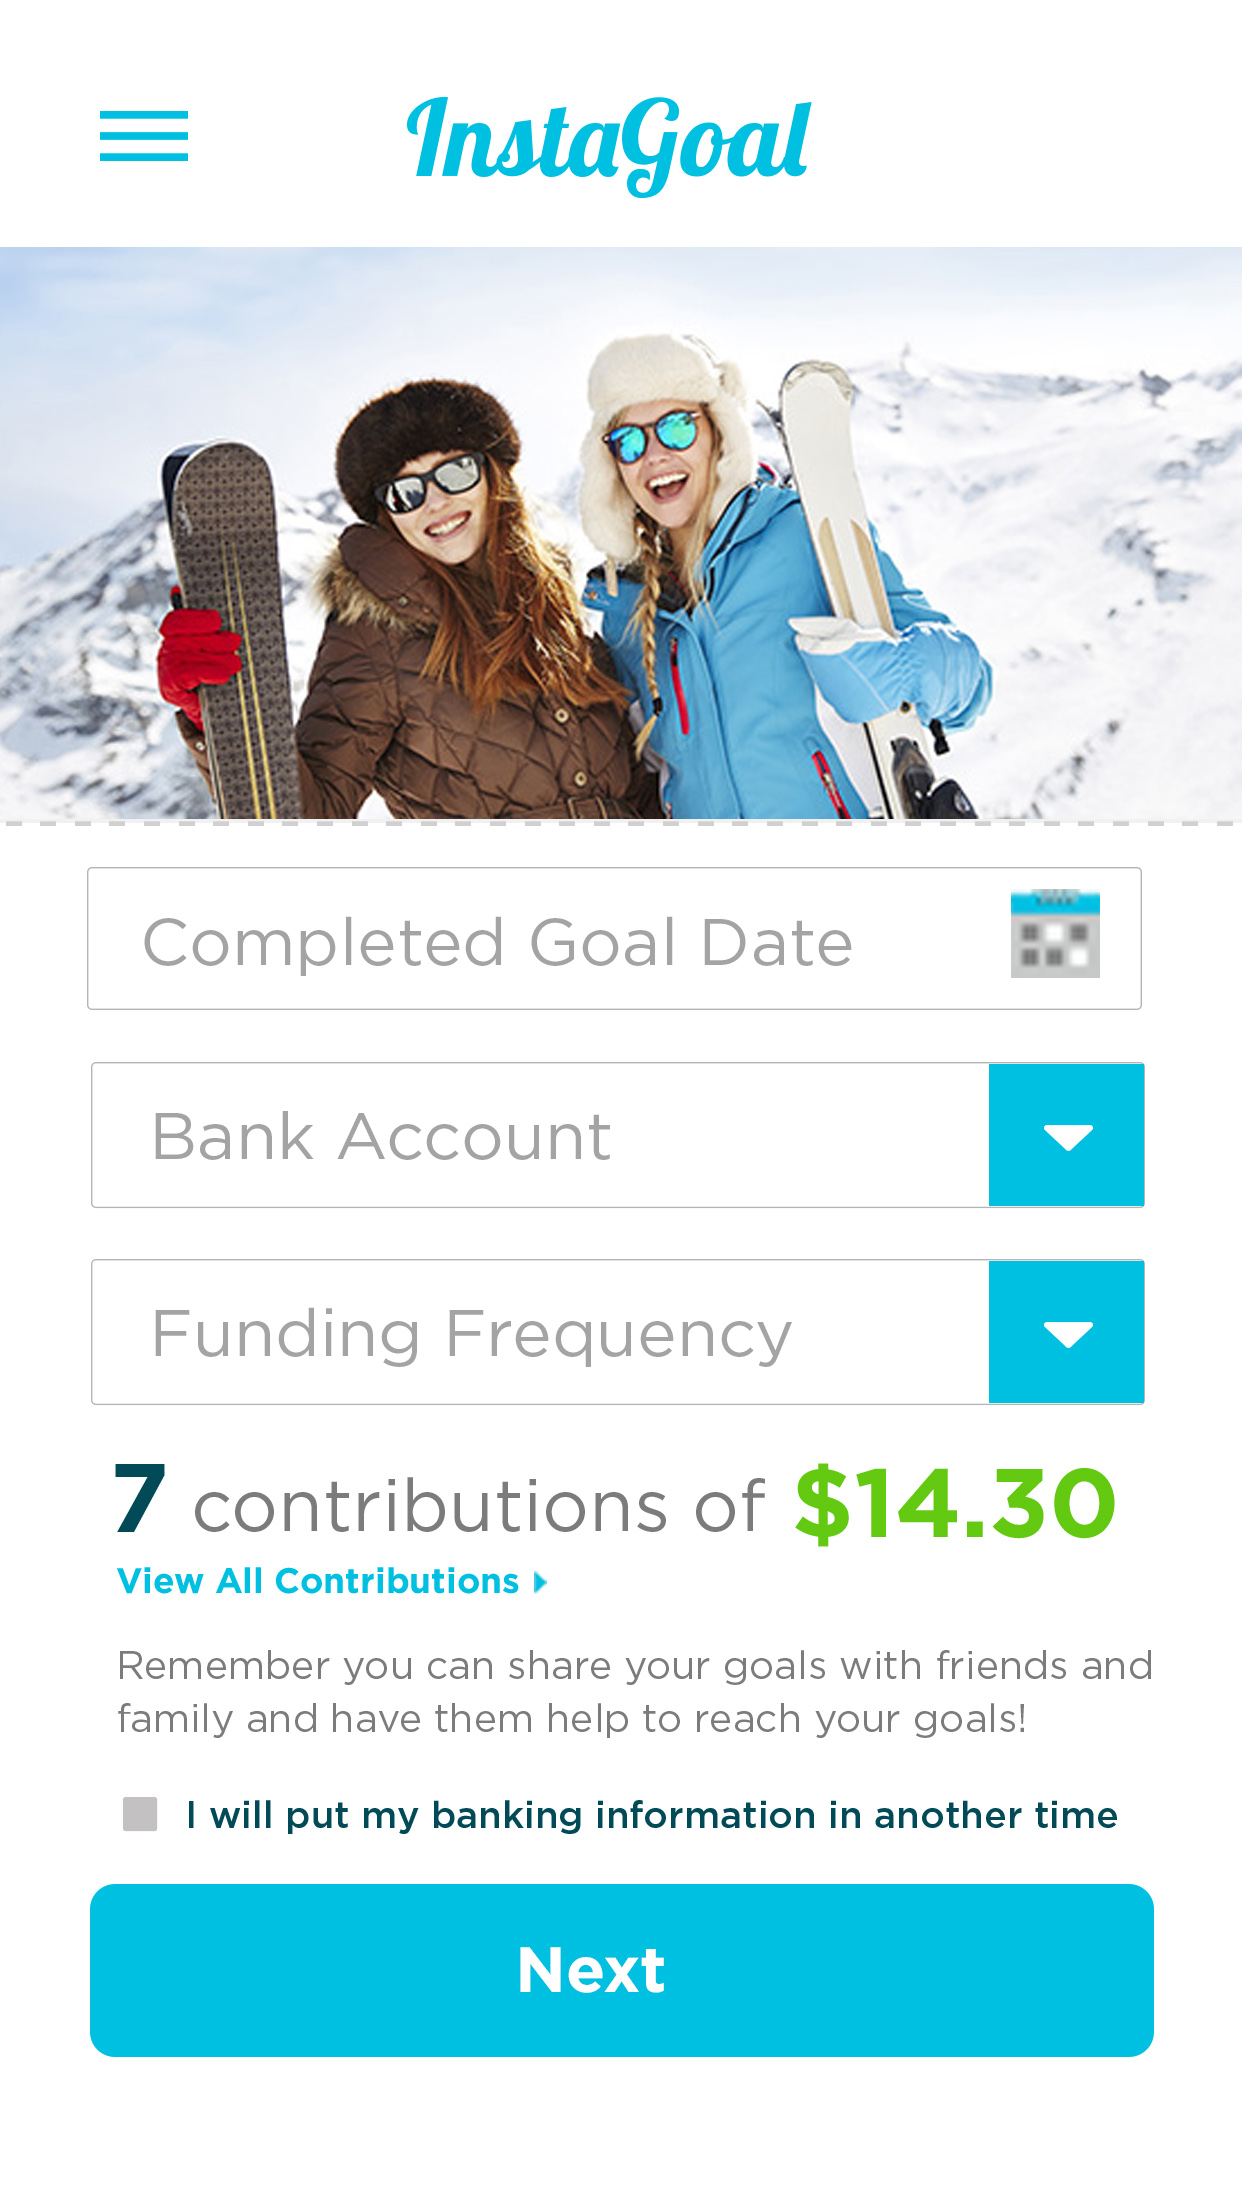 InstaGoal
Completed Goal Date
Bank Account
Funding Frequency
7 contributions of $14.30
View All Contributions
Remember you can share your goals with friends and
family and have them help to reach your goals!
I will put my banking information in another time
Next